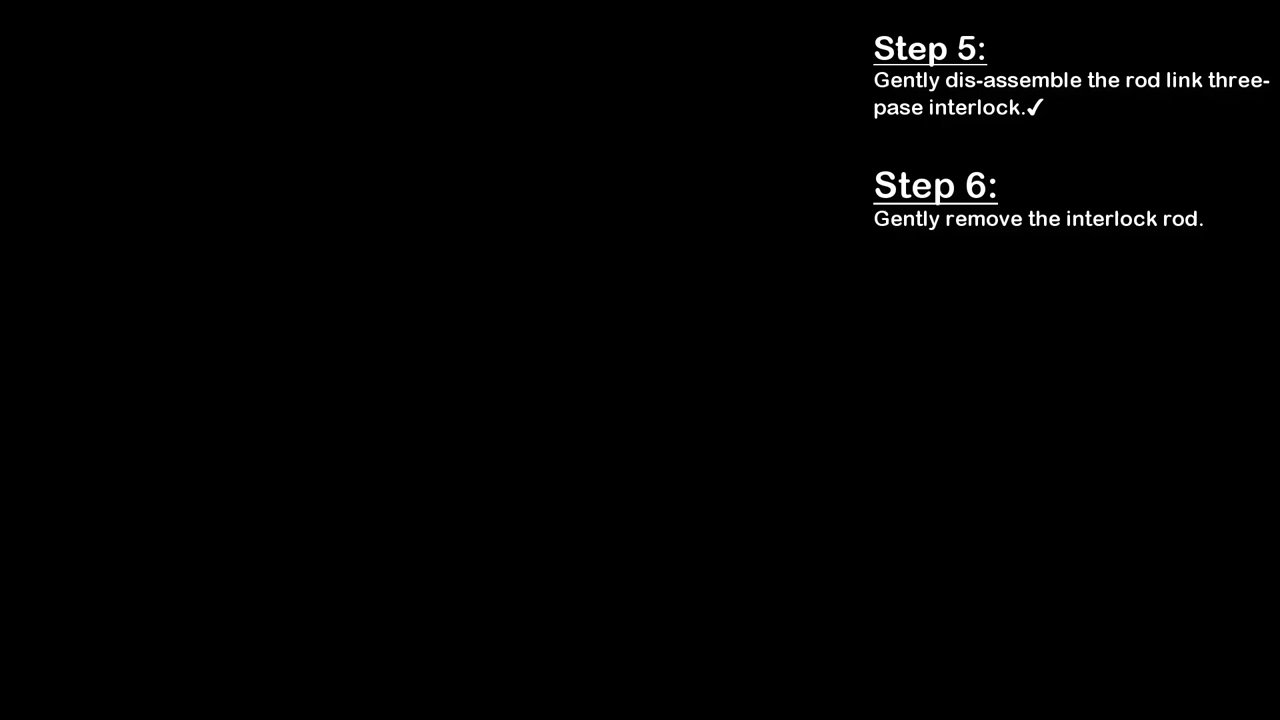 Step 5:
Gently dis-assemble the rod link three-
pase interlock.✓
Step 6:
Gently remove the interlock rod.